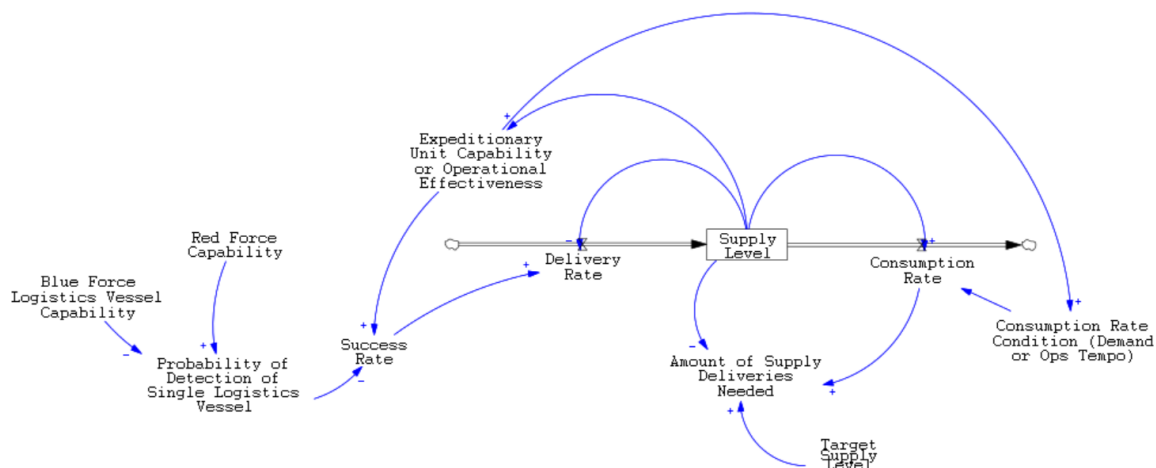 Expeditionary
Unit Capability
or Operational
Effectiveness
Red Force
Capability
Supply
Level
Delivery
Rate
Consumption
Rate
Blue Force
Logistics Vessel
Capability
Success
Rate
Consumption Rate
Condition (Demand
or Ops Tempo)
Probability of
Detection of
Single Logistics
Vessel
Amount of Supply
Deliveries
Needed
Target
Supply
Level